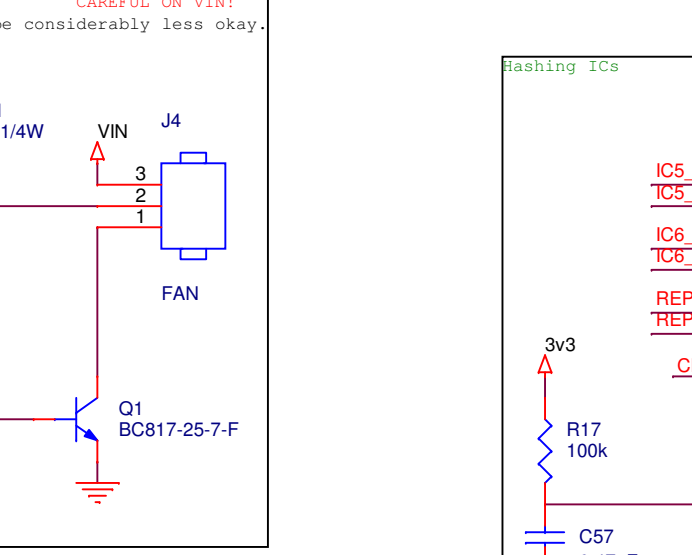 CAREFUL ON VIN!
be considerably less okay.
1/4W
VIN
J4
3
2
1
FAN
Q1
BC817-25-7-F
Hashing ICs
IC5_
IC5_
IC6_
IC6_
REP
REP
C
3v3
R17
100k
C57